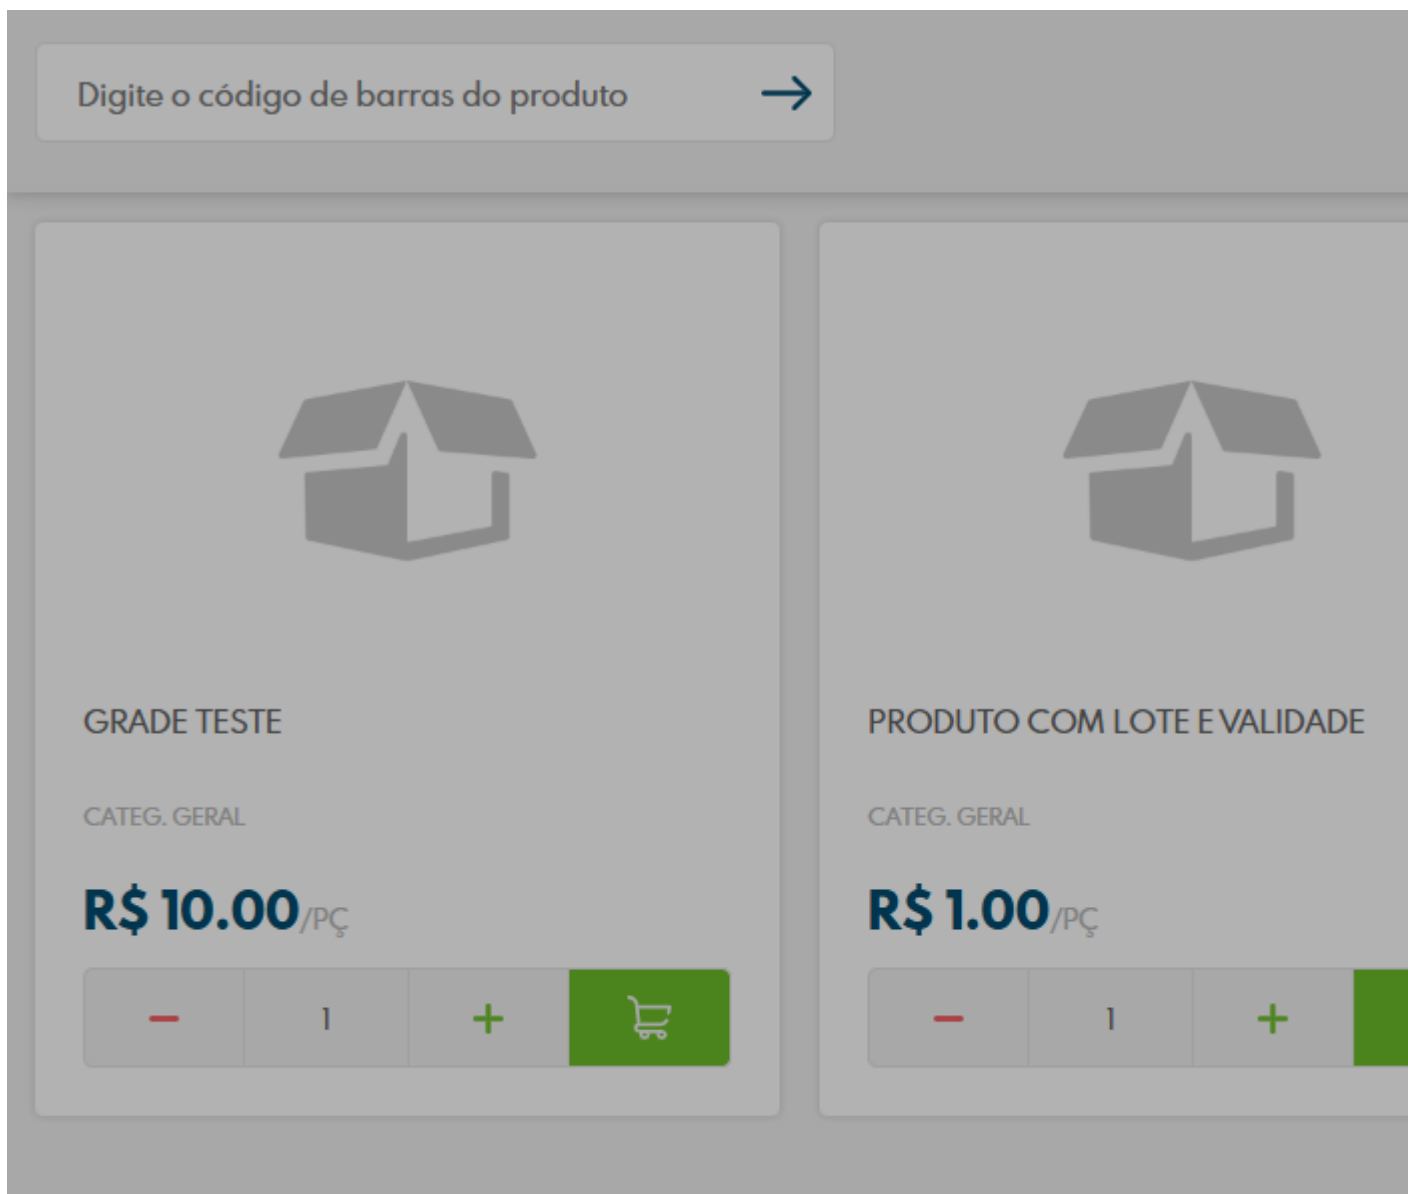 Digite o código de barras do produto
GRADE TESTE
CATEG. GERAL
R$ 10.00/PÇ
1
PRODUTO COM LOTE E VALIDADE
CATEG. GERAL
R$ 1.00/PÇ
1